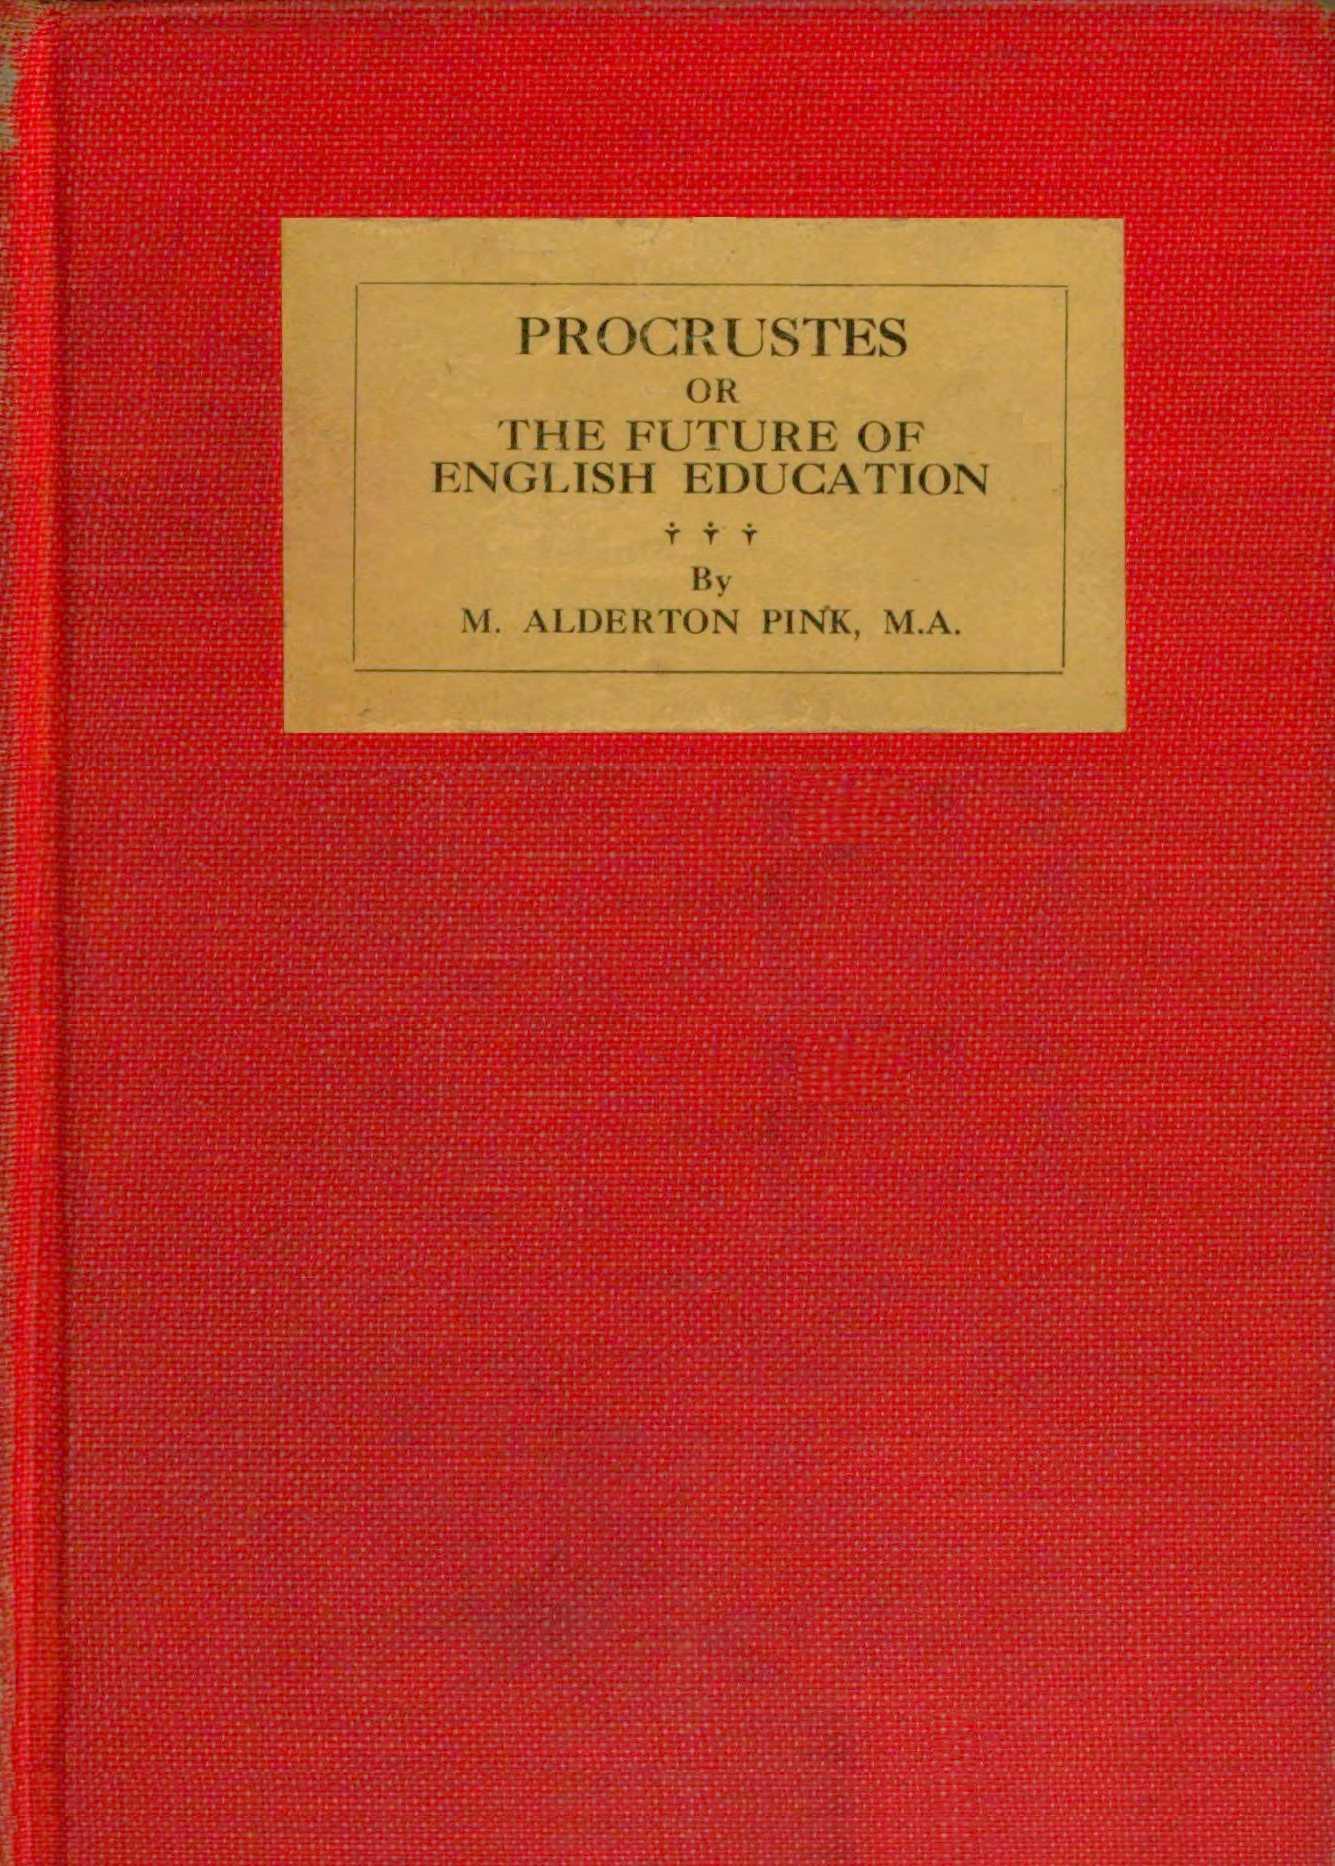 PROCRUSTES
OR
THE FUTURE OF
ENGLISH EDUCATION
By
M. ALDERTON PINK, M.A.